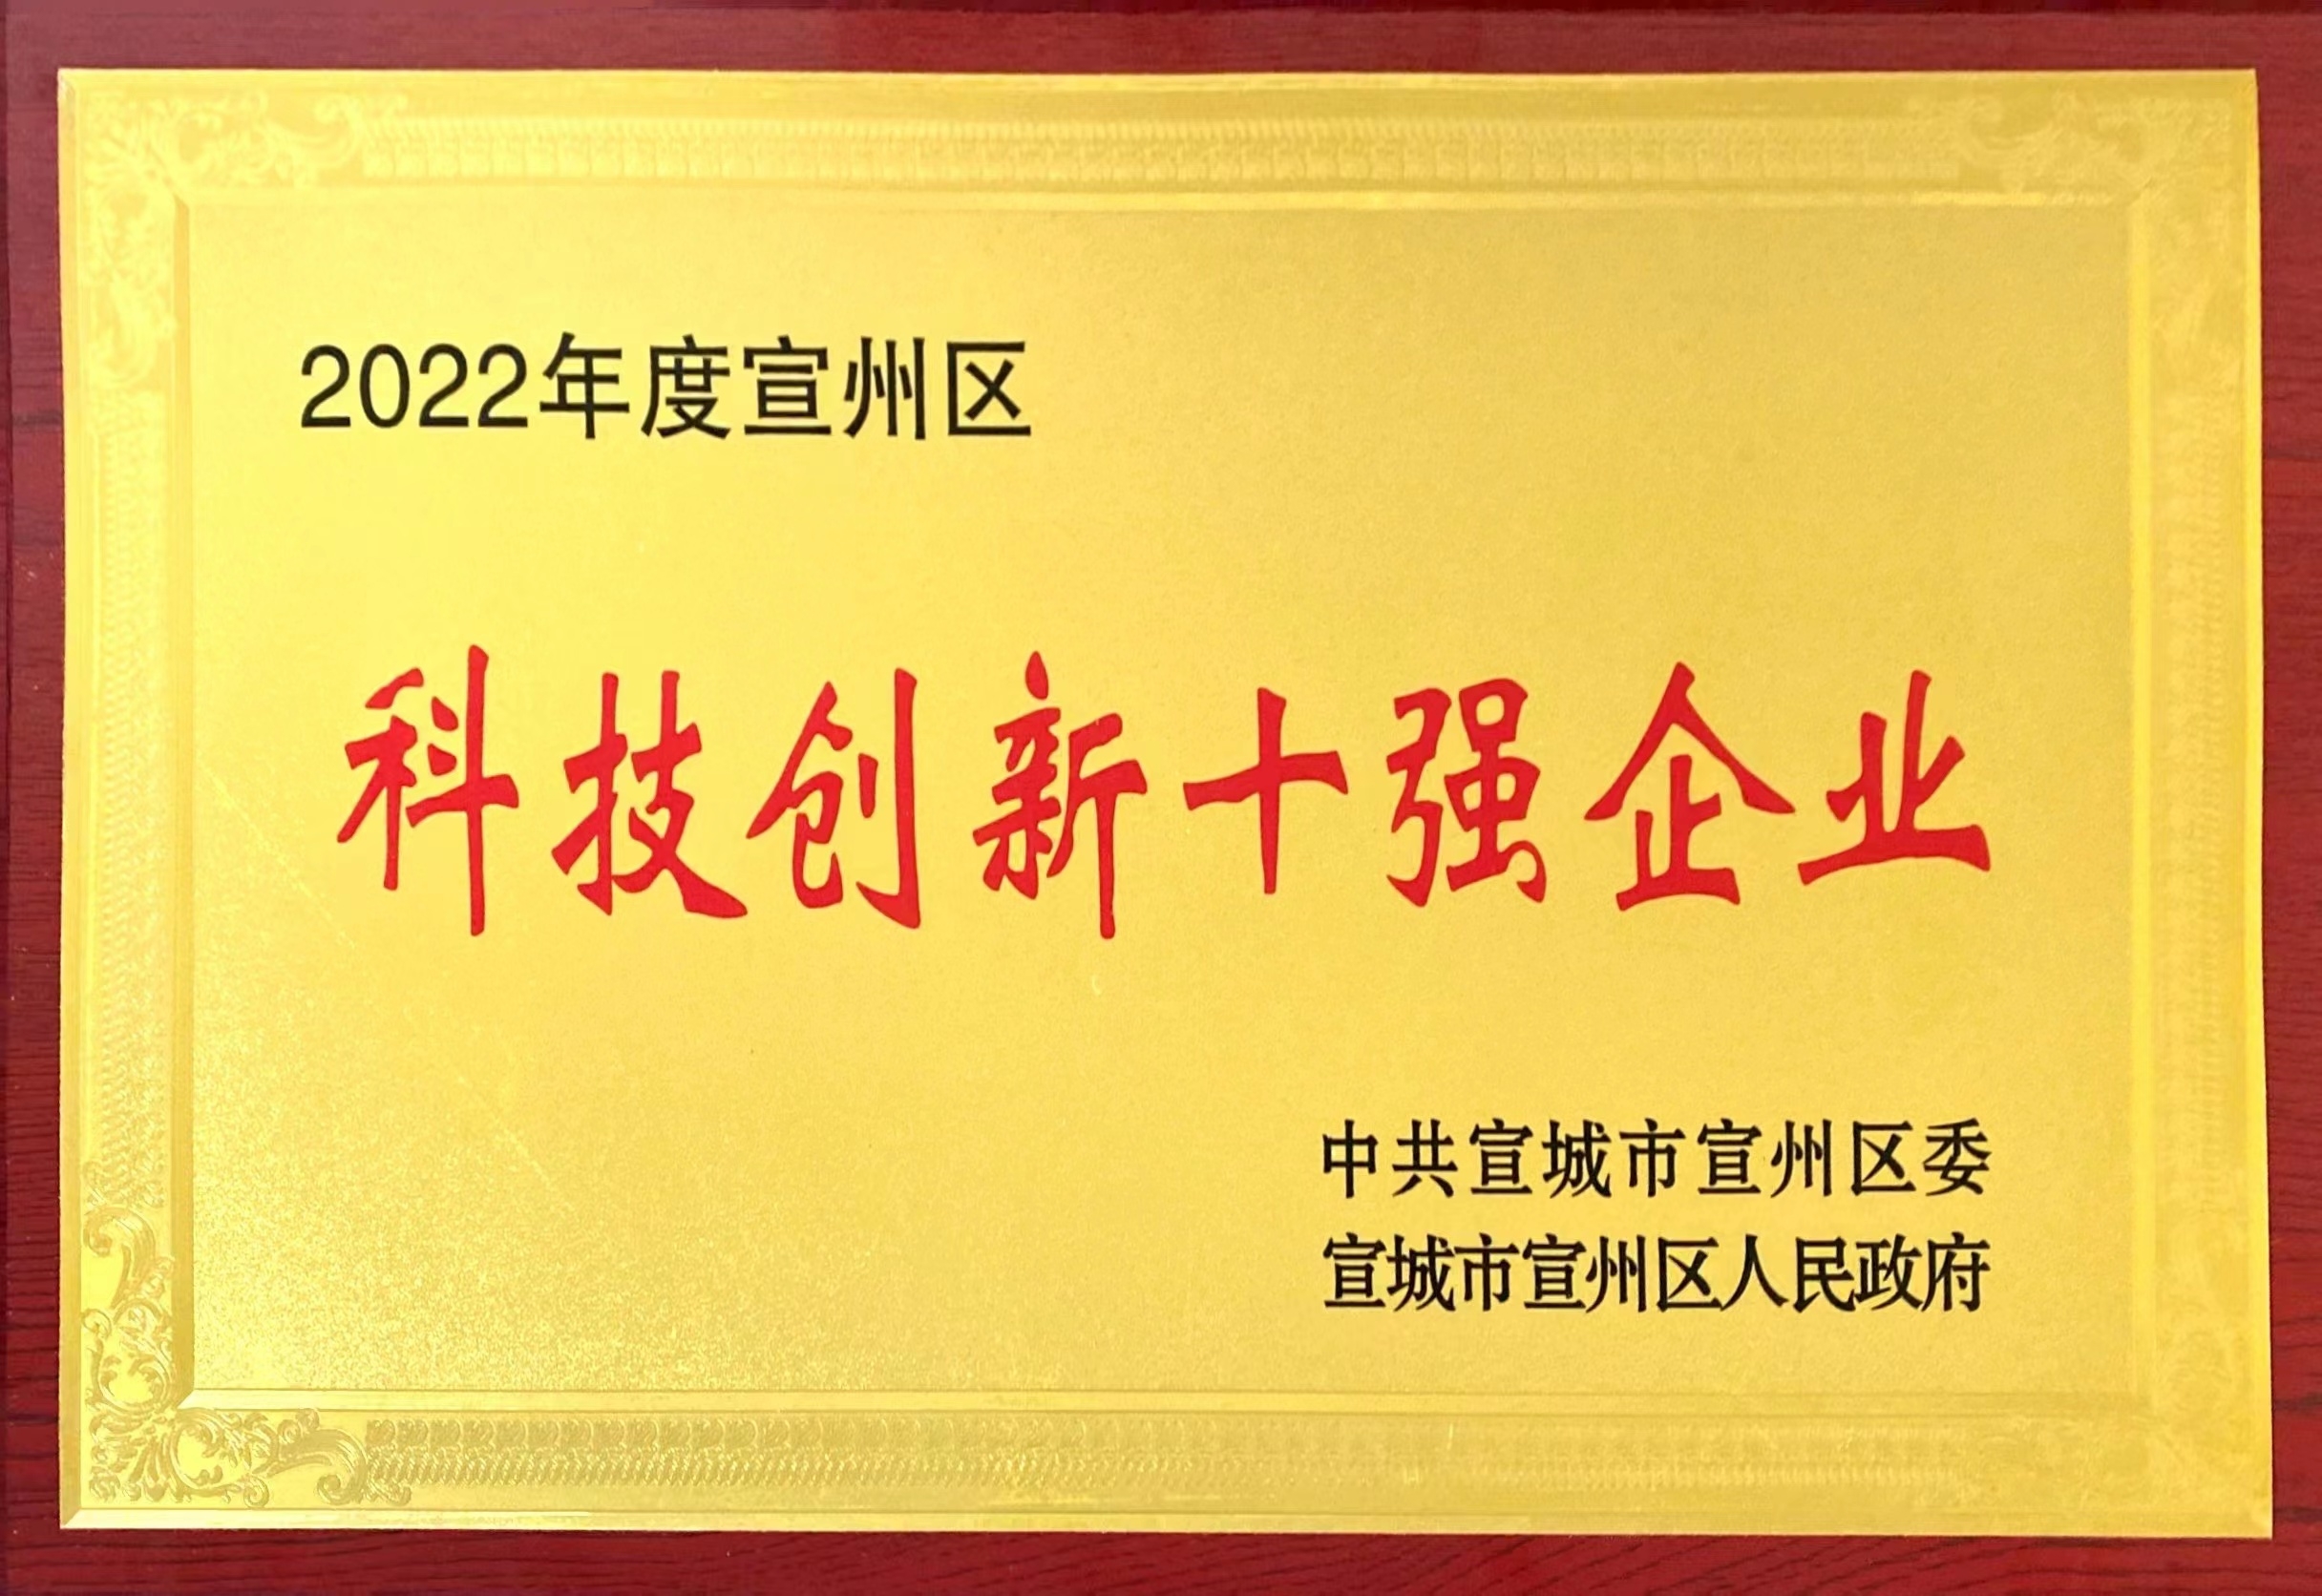 2022年度宣州区
科技创新十强企业
中共宣城市宣州区委
宣城市宣州区人民政府